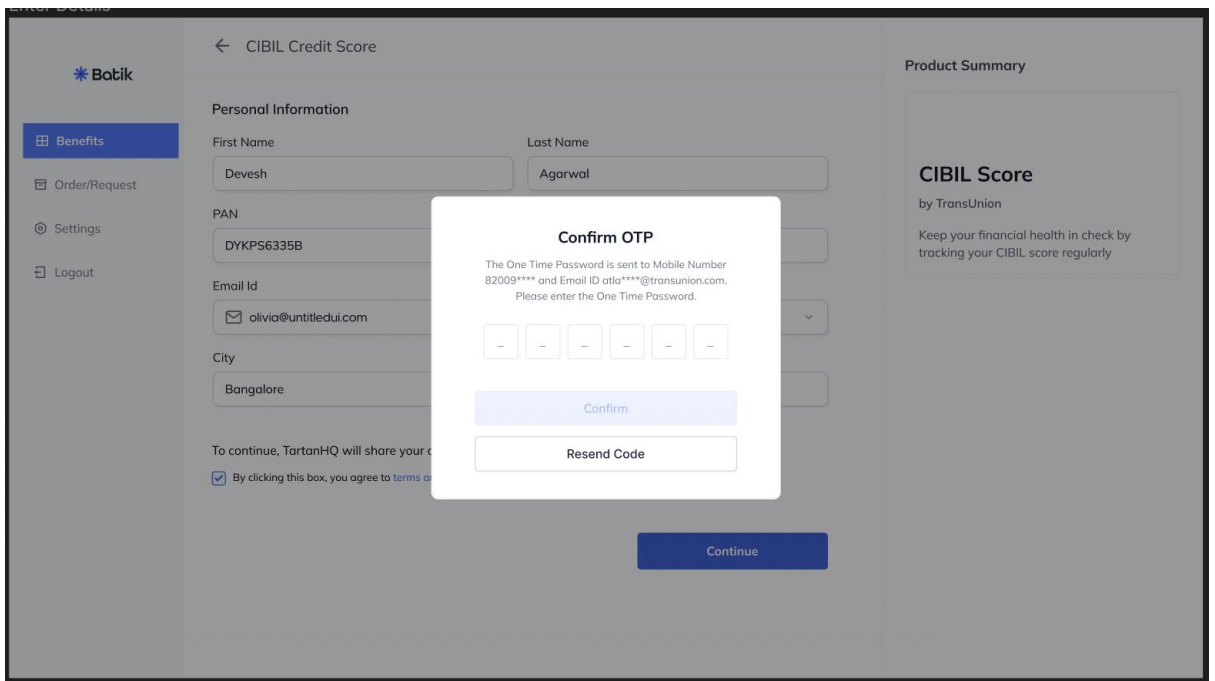 Enter Details
Batik
Benefits
Order/Request
Settings
Logout
CIBIL Credit Score
Personal Information
First Name
Last Name
Devesh
Agarwal
PAN
DYKPS6335B
Email Id
olivia@untitledui.com
City
Bangalore
To continue, TartanHQ will share your
By clicking this box, you agree to terms
Continue
Confirm OTP
The One Time Password is sent to Mobile Number
82009**** and Email ID atla****@transunion.com.
Please enter the One Time Password.
– – – – – –
Confirm
Resend Code
Product Summary
CIBIL Score
by TransUnion
Keep your financial health in check by
tracking your CIBIL score regularly